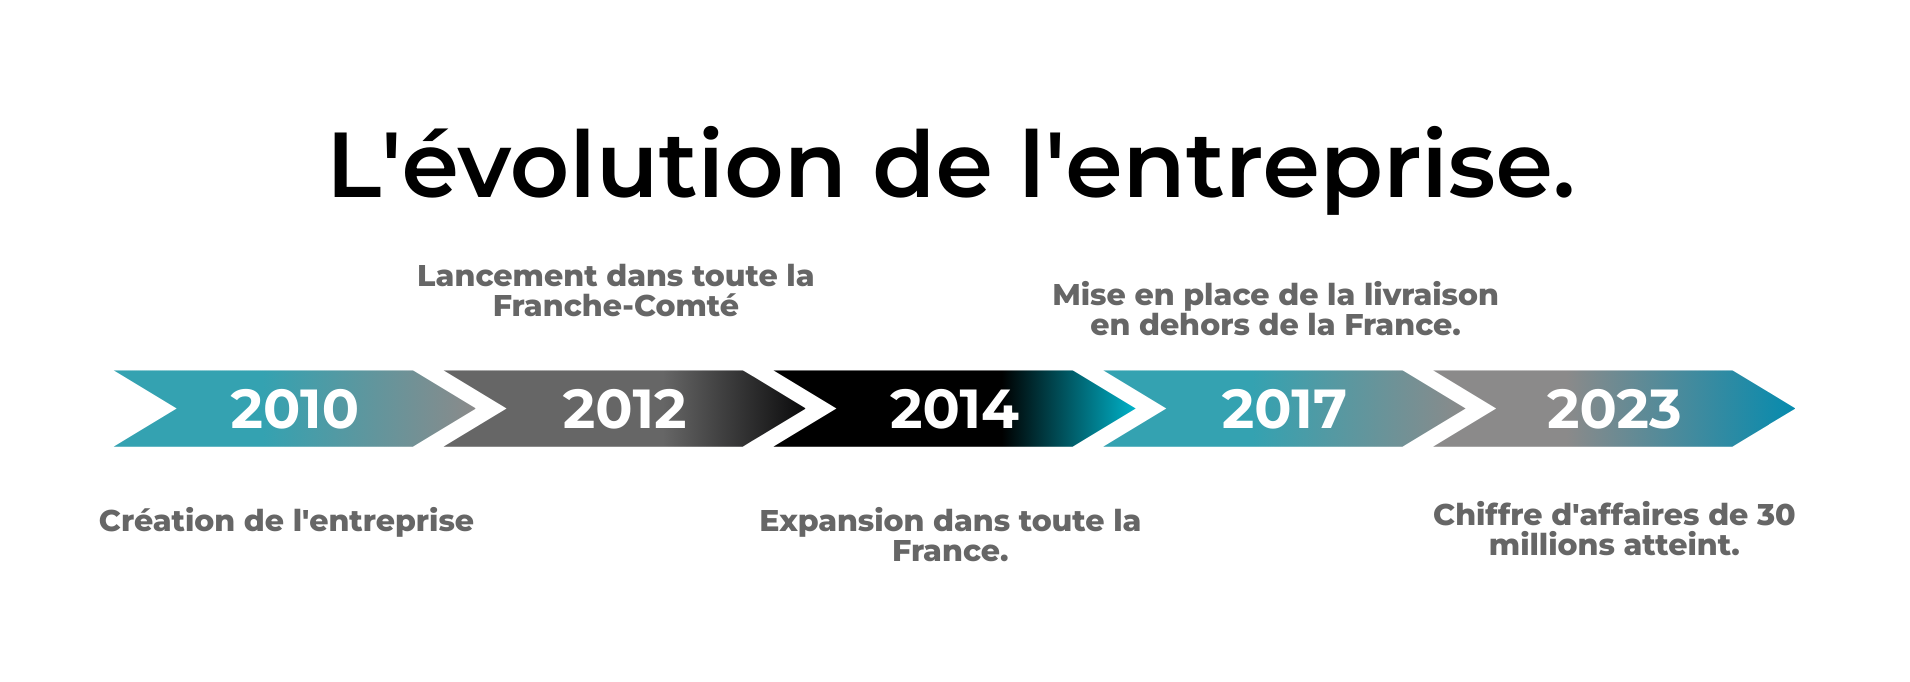 L'évolution de l'entreprise.
Lancement dans toute la
Franche-Comté
Mise en place de la livraison
en dehors de la France.
2010
2012
2014
2017
2023
Création de l'entreprise
Expansion dans toute la
France.
Chiffre d'affaires de 30
millions atteint.